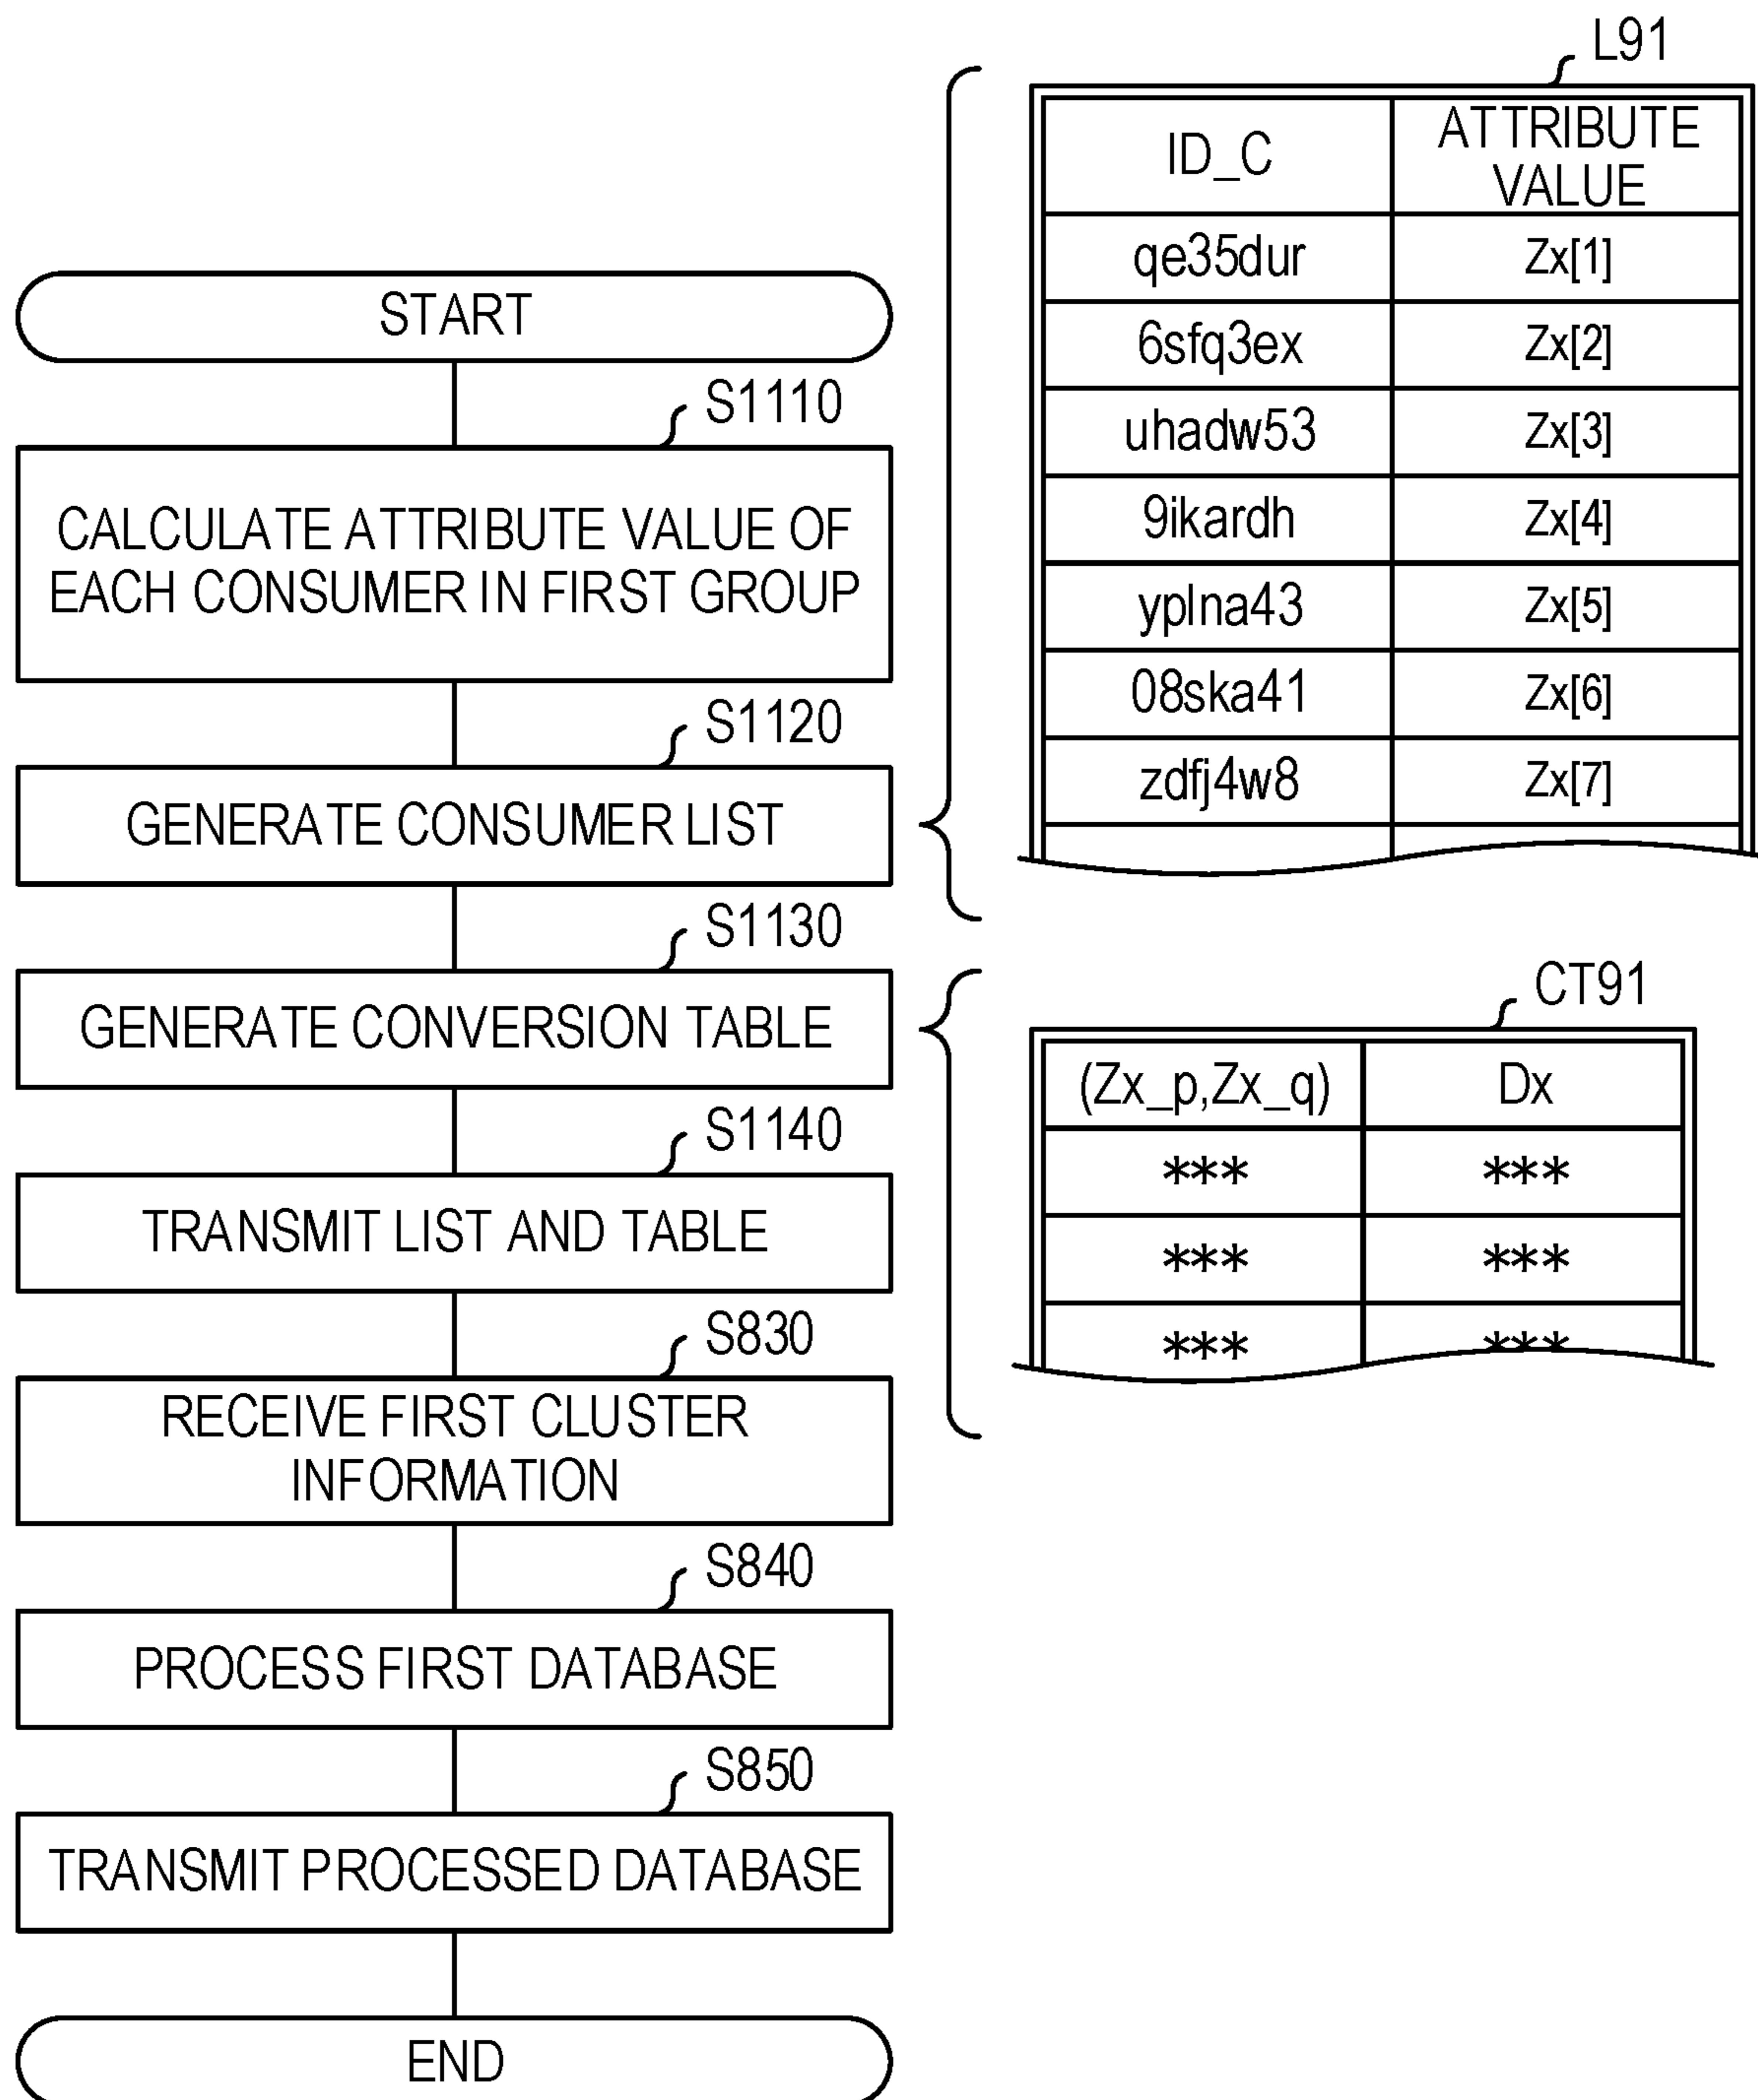 START
S1110
CALCULATE ATTRIBUTE VALUE OF
EACH CONSUMER IN FIRST GROUP
S1120
GENERATE CONSUMER LIST
S1130
GENERATE CONVERSION TABLE
S1140
TRANSMIT LIST AND TABLE
S830
RECEIVE FIRST CLUSTER
INFORMATION
S840
PROCESS FIRST DATABASE
S850
TRANSMIT PROCESSED DATABASE
END
L91
ID_C ATTRIBUTE
VALUE
qe35dur Zx[1]
6sfq3ex Zx[2]
uhadw53 Zx[3]
9ikardh Zx[4]
yplna43 Zx[5]
08ska41 Zx[6]
zdfj4w8 Zx[7]
CT91
(Zx_p,Zx_q) Dx
*** ***
*** ***
*** ***